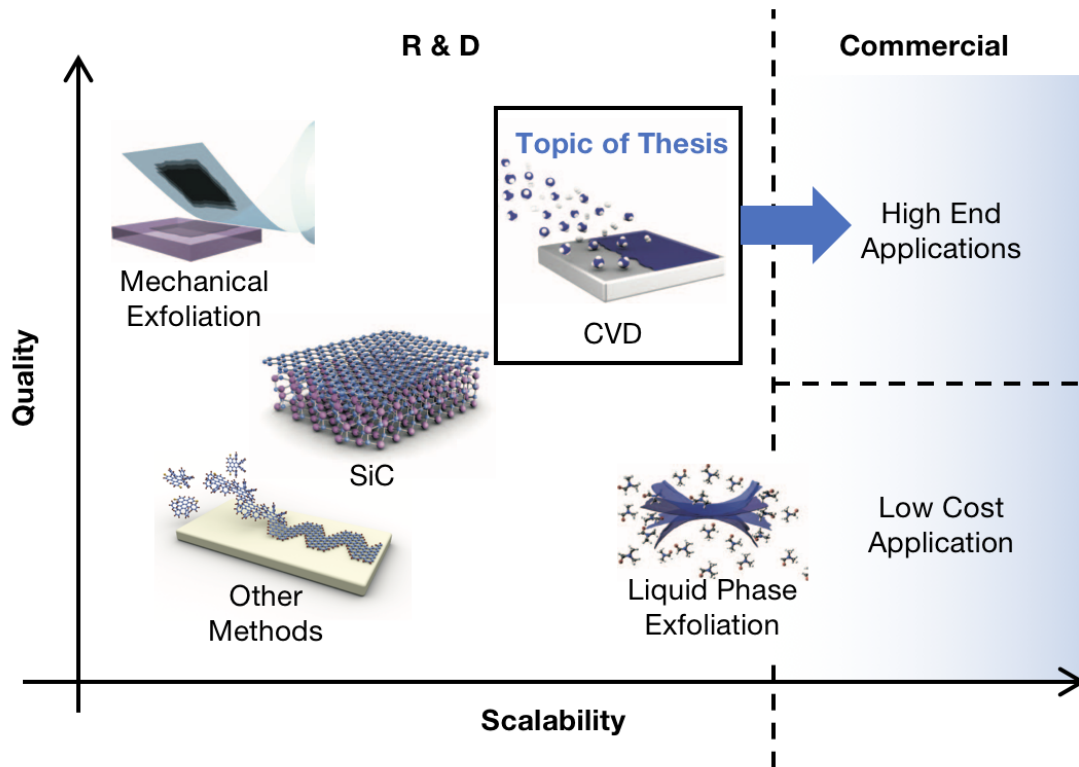 R & D
Commercial
Topic of Thesis
High End
Applications
Mechanical
Exfoliation
CVD
Quality
SiC
Low Cost
Application
Other
Methods
Liquid Phase
Exfoliation
Scalability